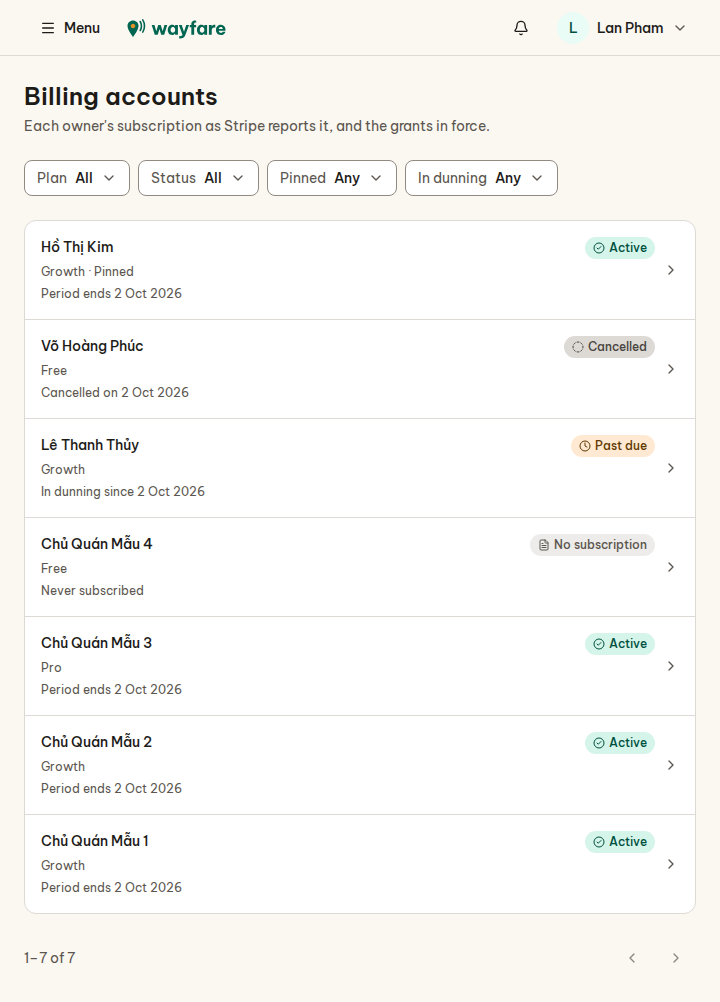 Menu
wayfare
L
Lan Pham
Billing accounts
Each owner's subscription as Stripe reports it, and the grants in force.
Plan All
Status All
Pinned Any
In dunning Any
Hồ Thị Kim
Active
Growth · Pinned
Period ends 2 Oct 2026
Võ Hoàng Phúc
Cancelled
Free
Cancelled on 2 Oct 2026
Lê Thanh Thủy
Past due
Growth
In dunning since 2 Oct 2026
Chủ Quán Mẫu 4
No subscription
Free
Never subscribed
Chủ Quán Mẫu 3
Active
Pro
Period ends 2 Oct 2026
Chủ Quán Mẫu 2
Active
Growth
Period ends 2 Oct 2026
Chủ Quán Mẫu 1
Active
Growth
Period ends 2 Oct 2026
1–7 of 7